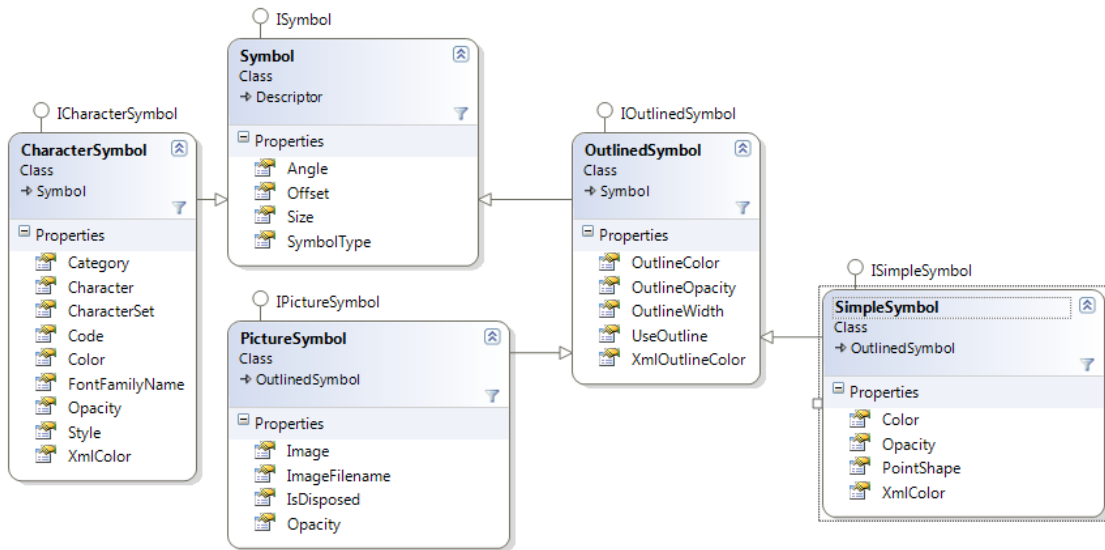 ISymbol
Symbol
Class
Descriptor
Properties
Angle
Offset
Size
SymbolType
ICharacterSymbol
CharacterSymbol
Class
Symbol
Properties
Category
Character
CharacterSet
Code
Color
FontFamilyName
Opacity
Style
XmlColor
IOutlinedSymbol
OutlinedSymbol
Class
Symbol
Properties
OutlineColor
OutlineOpacity
OutlineWidth
UseOutline
XmlOutlineColor
IPictureSymbol
PictureSymbol
Class
OutlinedSymbol
Properties
Image
ImageFilename
IsDisposed
Opacity
ISimpleSymbol
SimpleSymbol
Class
OutlinedSymbol
Properties
Color
Opacity
PointShape
XmlColor